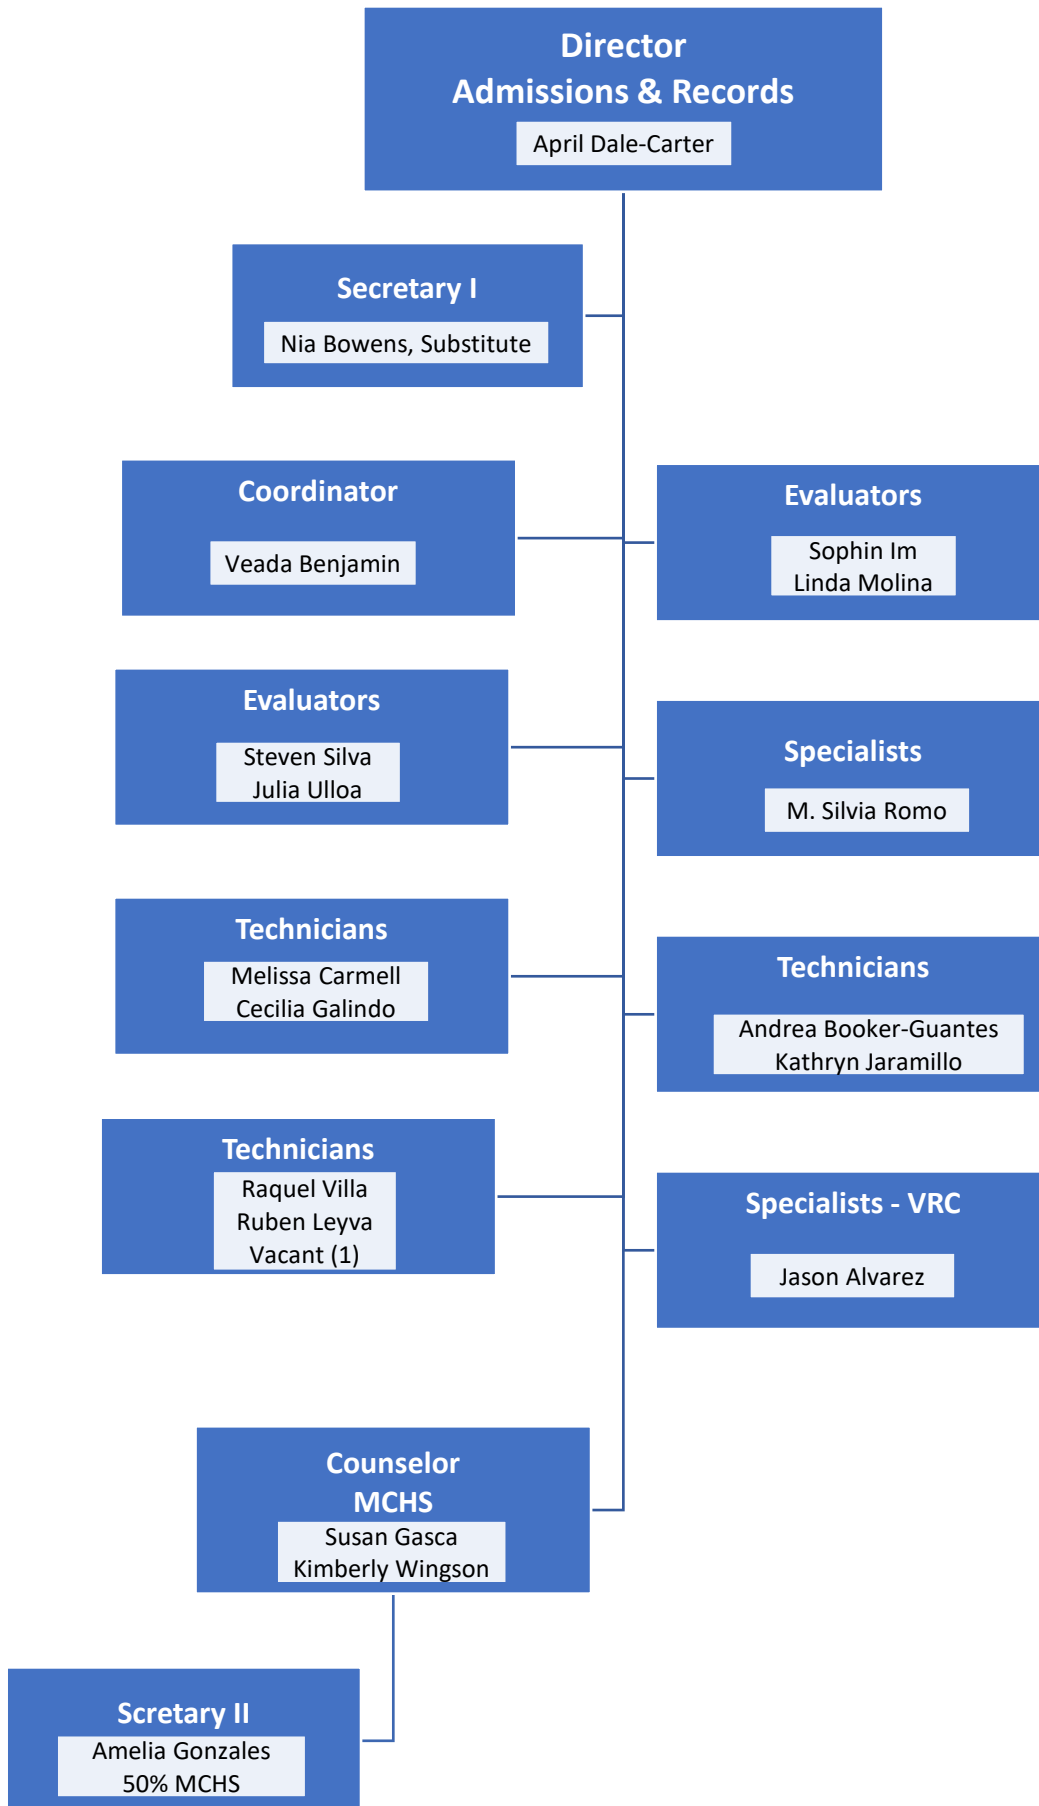 Director
Admissions & Records
April Dale-Carter
Secretary I
Nia Bowens, Substitute
Coordinator
Veada Benjamin
Evaluators
Sophin Im
Linda Molina
Evaluators
Steven Silva
Julia Ulloa
Specialists
M. Silvia Romo
Technicians
Melissa Carmell
Cecilia Galindo
Technicians
Andrea Booker-Guantes
Kathryn Jaramillo
Technicians
Raquel Villa
Ruben Leyva
Vacant (1)
Specialists - VRC
Jason Alvarez
Counselor
MCHS
Susan Gasca
Kimberly Wingson
Scretary II
Amelia Gonzales
50% MCHS